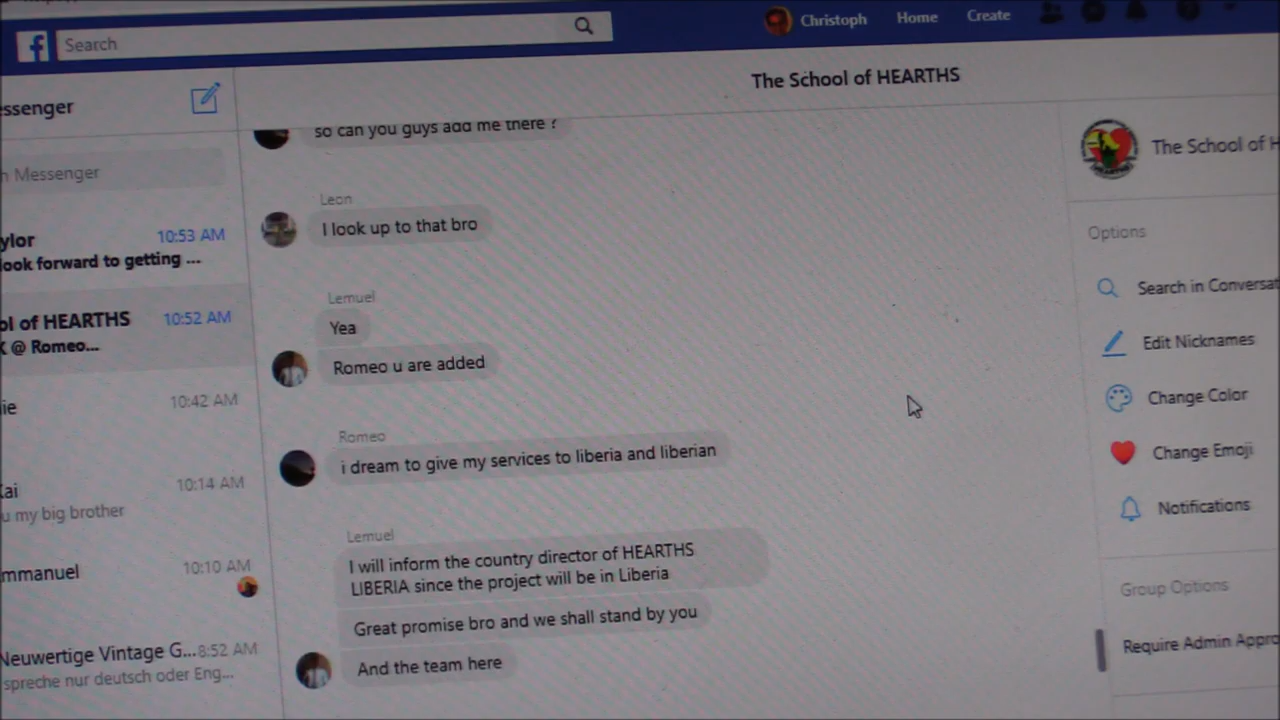 f
Search
Christoph
Home
Create
ssenger
The School of HEARTHS
Messenger
ylor
10:53 AM
look forward to getting ...
ol of HEARTHS
10:52 AM
@ Romeo...
ie
10:42 AM
Kai
10:14 AM
u my big brother
mmanuel
10:10 AM
Neuwertige Vintage G...
8:52 AM
spreche nur deutsch oder Eng...
so can you guys add me there ?
Leon
I look up to that bro
Lemuel
Yea
Romeo u are added
Romeo
i dream to give my services to liberia and liberian
Lemuel
I will inform the country director of HEARTHS
LIBERIA since the project will be in Liberia
Great promise bro and we shall stand by you
And the team here
The School of H
Options
Search in Conversat
Edit Nicknames
Change Color
Change Emoji
Notifications
Group Options
Require Admin Appro